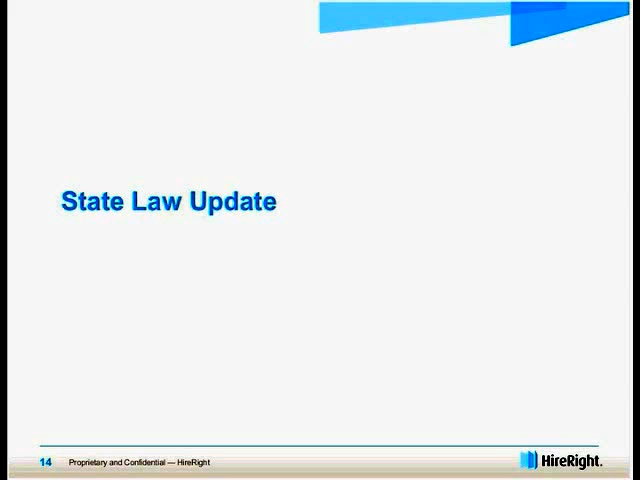 State Law Update
14 Proprietary and Confidential — HireRight
HireRight.